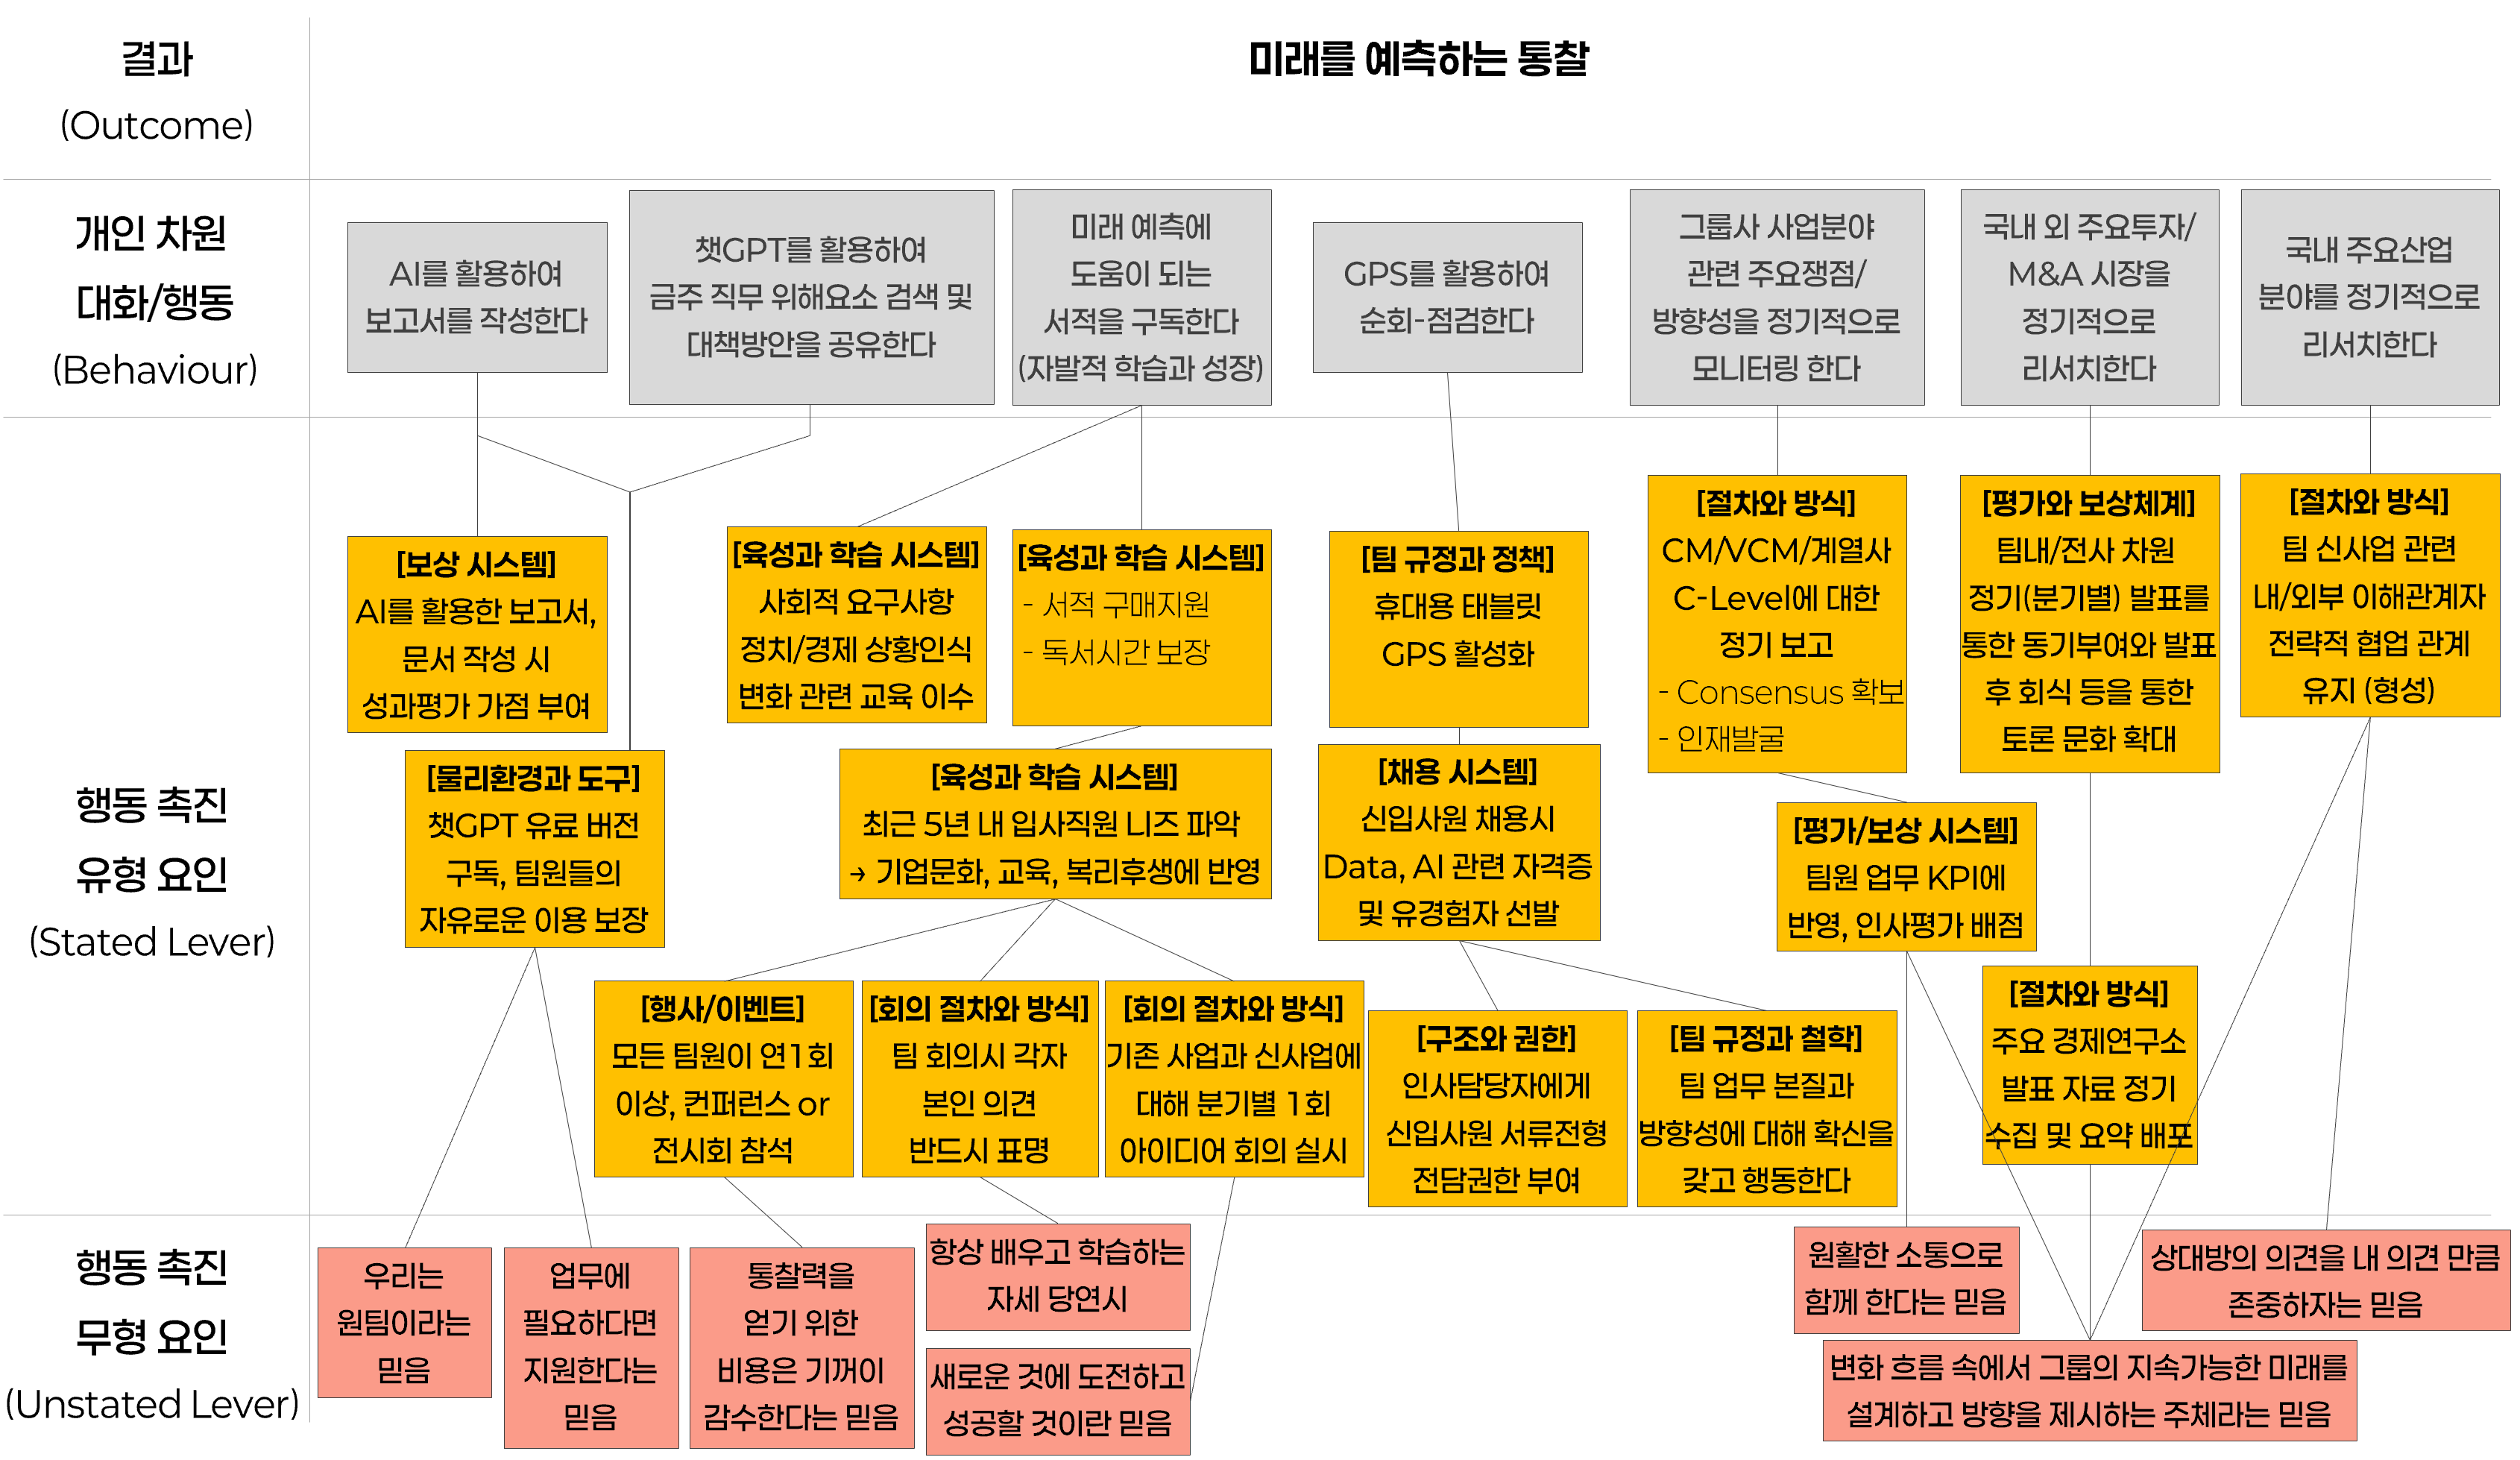 결과
(Outcome)
미래를 예측하는 통찰
개인 차원
대화/행동
(Behaviour)
AI를 활용하여
보고서를 작성한다
챗GPT를 활용하여
금주 직무 위해요소 검색 및
대책방안을 공유한다
미래 예측에
도움이 되는
서적을 구독한다
(자발적 학습과 성장)
GPS를 활용하여
순회-점검한다
그룹사 사업분야
관련 주요쟁점/
방향성을 정기적으로
모니터링 한다
국내 외 주요투자/
M&A 시장을
정기적으로
리서치한다
국내 주요산업
분야를 정기적으로
리서치한다
행동 촉진
유형 요인
(Stated Lever)
[보상 시스템]
AI를 활용한 보고서,
문서 작성 시
성과평가 가점 부여
[물리환경과 도구]
챗GPT 유료 버전
구독, 팀원들의
자유로운 이용 보장
[육성과 학습 시스템]
사회적 요구사항
정치/경제 상황인식
변화 관련 교육 이수
[육성과 학습 시스템]
- 서적 구매지원
- 독서시간 보장
[육성과 학습 시스템]
최근 5년 내 입사직원 니즈 파악
→ 기업문화, 교육, 복리후생에 반영
[행사/이벤트]
모든 팀원이 연1회
이상, 컨퍼런스 or
전시회 참석
[회의 절차와 방식]
팀 회의시 각자
본인 의견
반드시 표명
[회의 절차와 방식]
기존 사업과 신사업에
대해 분기별 1회
아이디어 회의 실시
[팀 규정과 정책]
휴대용 태블릿
GPS 활성화
[채용 시스템]
신입사원 채용시
Data, AI 관련 자격증
및 유경험자 선발
[구조와 권한]
인사담당자에게
신입사원 서류전형
전담권한 부여
[팀 규정과 철학]
팀 업무 본질과
방향성에 대해 확신을
갖고 행동한다
[절차와 방식]
CM/VCM/계열사
C-Level에 대한
정기 보고
- Consensus 확보
- 인재발굴
[평가/보상 시스템]
팀원 업무 KPI에
반영, 인사평가 배점
[평가와 보상체계]
팀내/전사 차원
정기(분기별) 발표를
통한 동기부여와 발표
후 회식 등을 통한
토론 문화 확대
[절차와 방식]
주요 경제연구소
발표 자료 정기
수집 및 요약 배포
[절차와 방식]
팀 신사업 관련
내/외부 이해관계자
전략적 협업 관계
유지 (형성)
행동 촉진
무형 요인
(Unstated Lever)
우리는
원팀이라는
믿음
업무에
필요하다면
지원한다는
믿음
통찰력을
얻기 위한
비용은 기꺼이
감수한다는 믿음
항상 배우고 학습하는
자세 당연시
새로운 것에 도전하고
성공할 것이란 믿음
원활한 소통으로
함께 한다는 믿음
변화 흐름 속에서 그룹의 지속가능한 미래를
설계하고 방향을 제시하는 주체라는 믿음
상대방의 의견을 내 의견 만큼
존중하자는 믿음